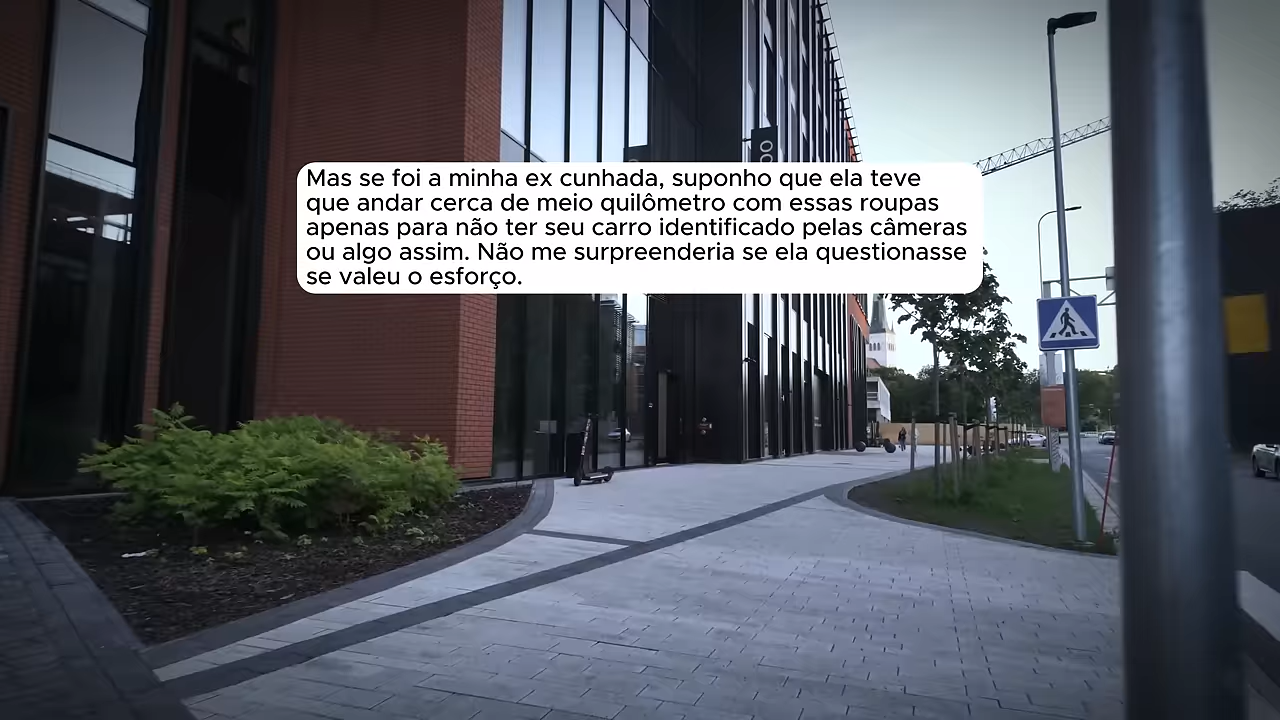 Mas se foi a minha ex cunhada, suponho que ela teve
que andar cerca de meio quilômetro com essas roupas
apenas para não ter seu carro identificado pelas câmeras
ou algo assim. Não me surpreenderia se ela questionasse
se valeu o esforço.